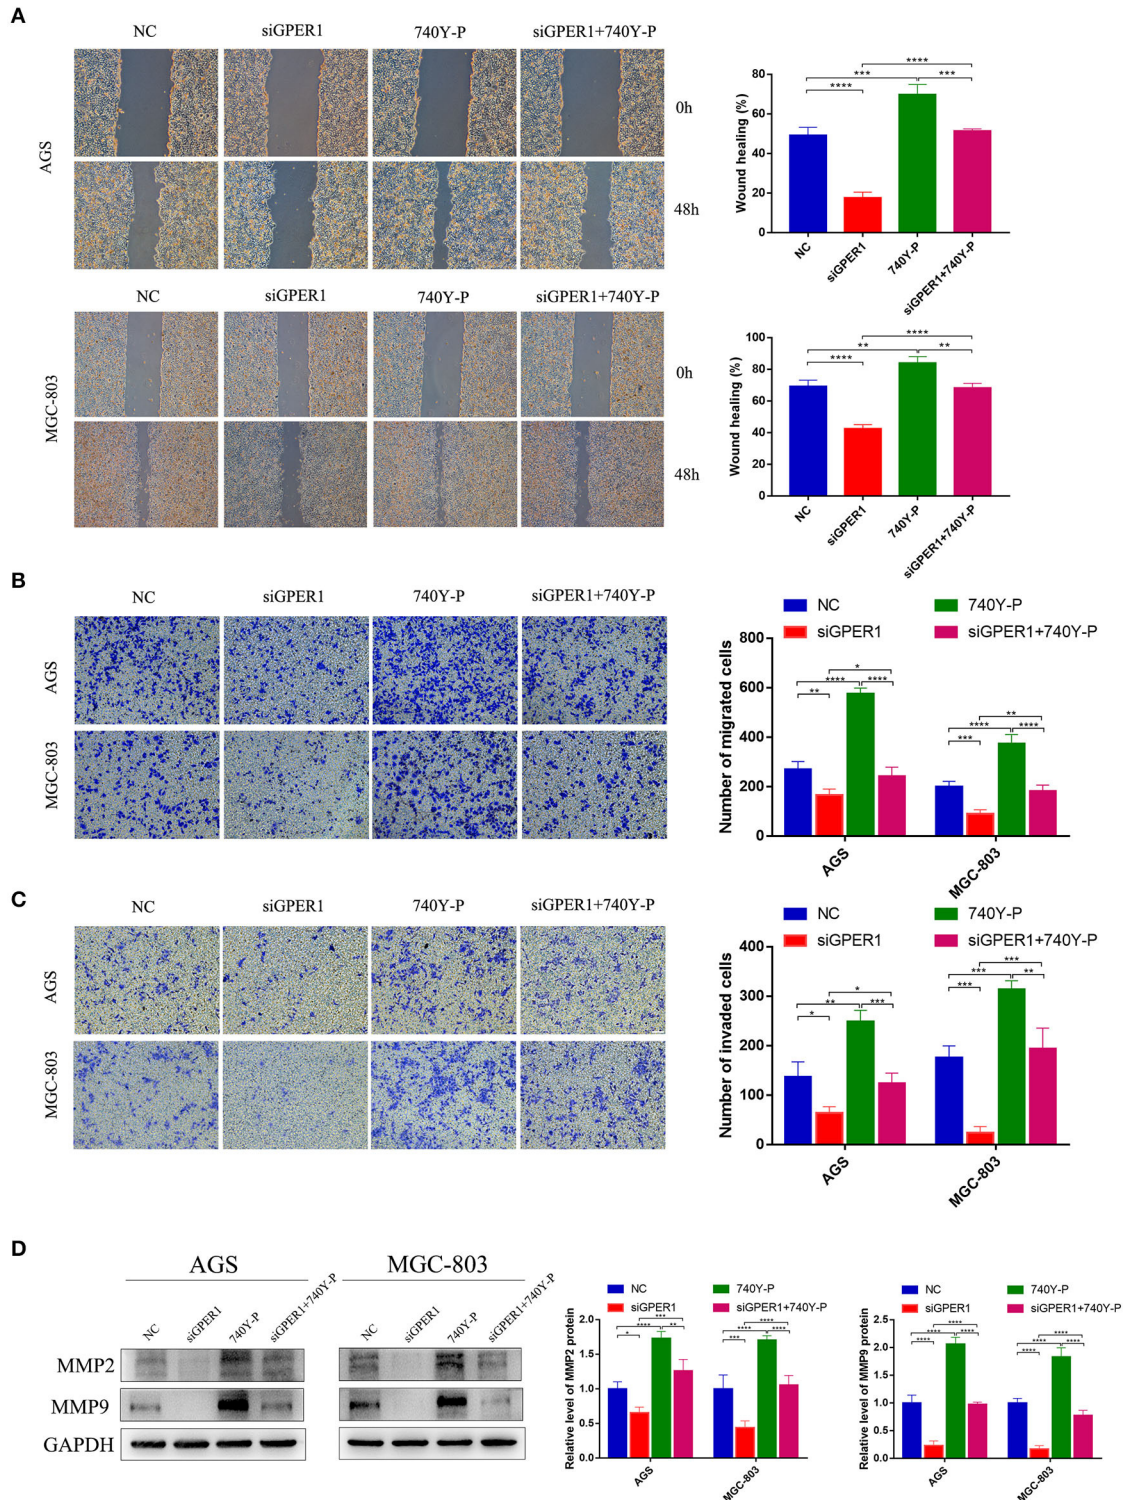 A
NC siGPER1 740Y-P siGPER1+740Y-P
AGS
0h
48h
Wound healing (%)
80
60
40
20
0
**** *** *** ****
NC siGPER1 740Y-P siGPER1+740Y-P
NC siGPER1 740Y-P siGPER1+740Y-P
MGC-803
0h
48h
Wound healing (%)
100
80
60
40
20
0
**** ** ** ****
NC siGPER1 740Y-P siGPER1+740Y-P
B
NC siGPER1 740Y-P siGPER1+740Y-P
AGS
MGC-803
NC 740Y-P
siGPER1 siGPER1+740Y-P
Number of migrated cells
800
600
400
200
0
*
**** ****
**
**
**** ****
***
AGS MGC-803
C
NC siGPER1 740Y-P siGPER1+740Y-P
AGS
MGC-803
NC 740Y-P
siGPER1 siGPER1+740Y-P
Number of invaded cells
400
300
200
100
0
*
** ***
*
***
*** **
***
AGS MGC-803
D
AGS MGC-803
NC siGPER1 740Y-P siGPER1+740Y-P NC siGPER1 740Y-P siGPER1+740Y-P
MMP2
MMP9
GAPDH
NC 740Y-P
siGPER1 siGPER1+740Y-P
Relative level of MMP2 protein
2.0
1.5
1.0
0.5
0.0
***
**** **
*
****
**** ****
***
AGS MGC-803
NC 740Y-P
siGPER1 siGPER1+740Y-P
Relative level of MMP9 protein
2.5
2.0
1.5
1.0
0.5
0.0
****
**** ****
****
****
**** ****
****
AGS MGC-803